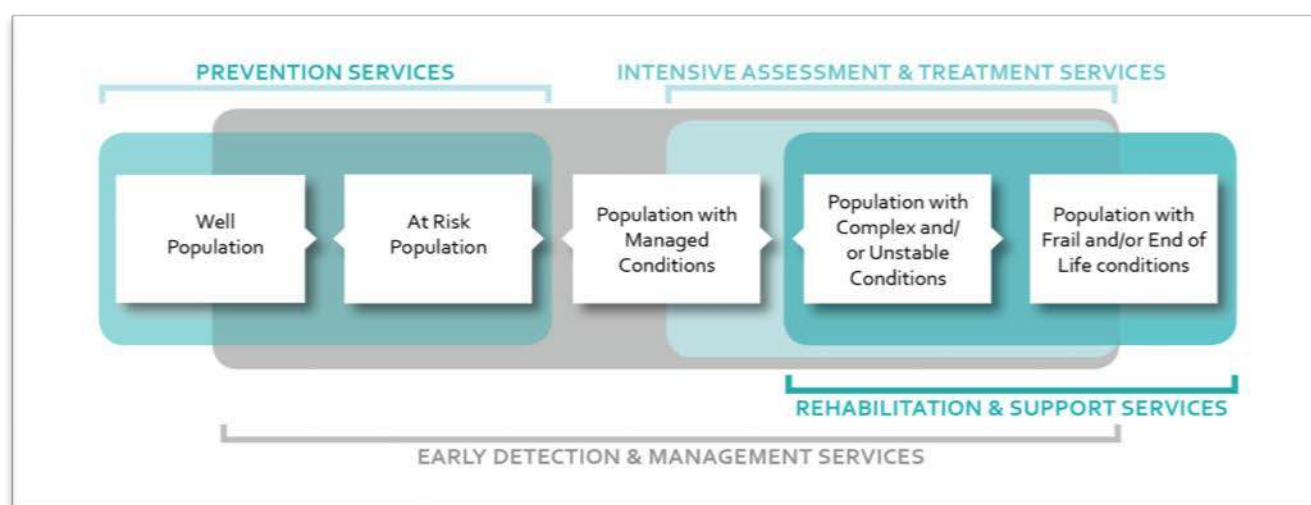 PREVENTION SERVICES
INTENSIVE ASSESSMENT & TREATMENT SERVICES
Well
Population
At Risk
Population
Population with
Managed
Conditions
Population with
Complex and/
or Unstable
Conditions
Population with
Frail and/or End of
Life conditions
REHABILITATION & SUPPORT SERVICES
EARLY DETECTION & MANAGEMENT SERVICES